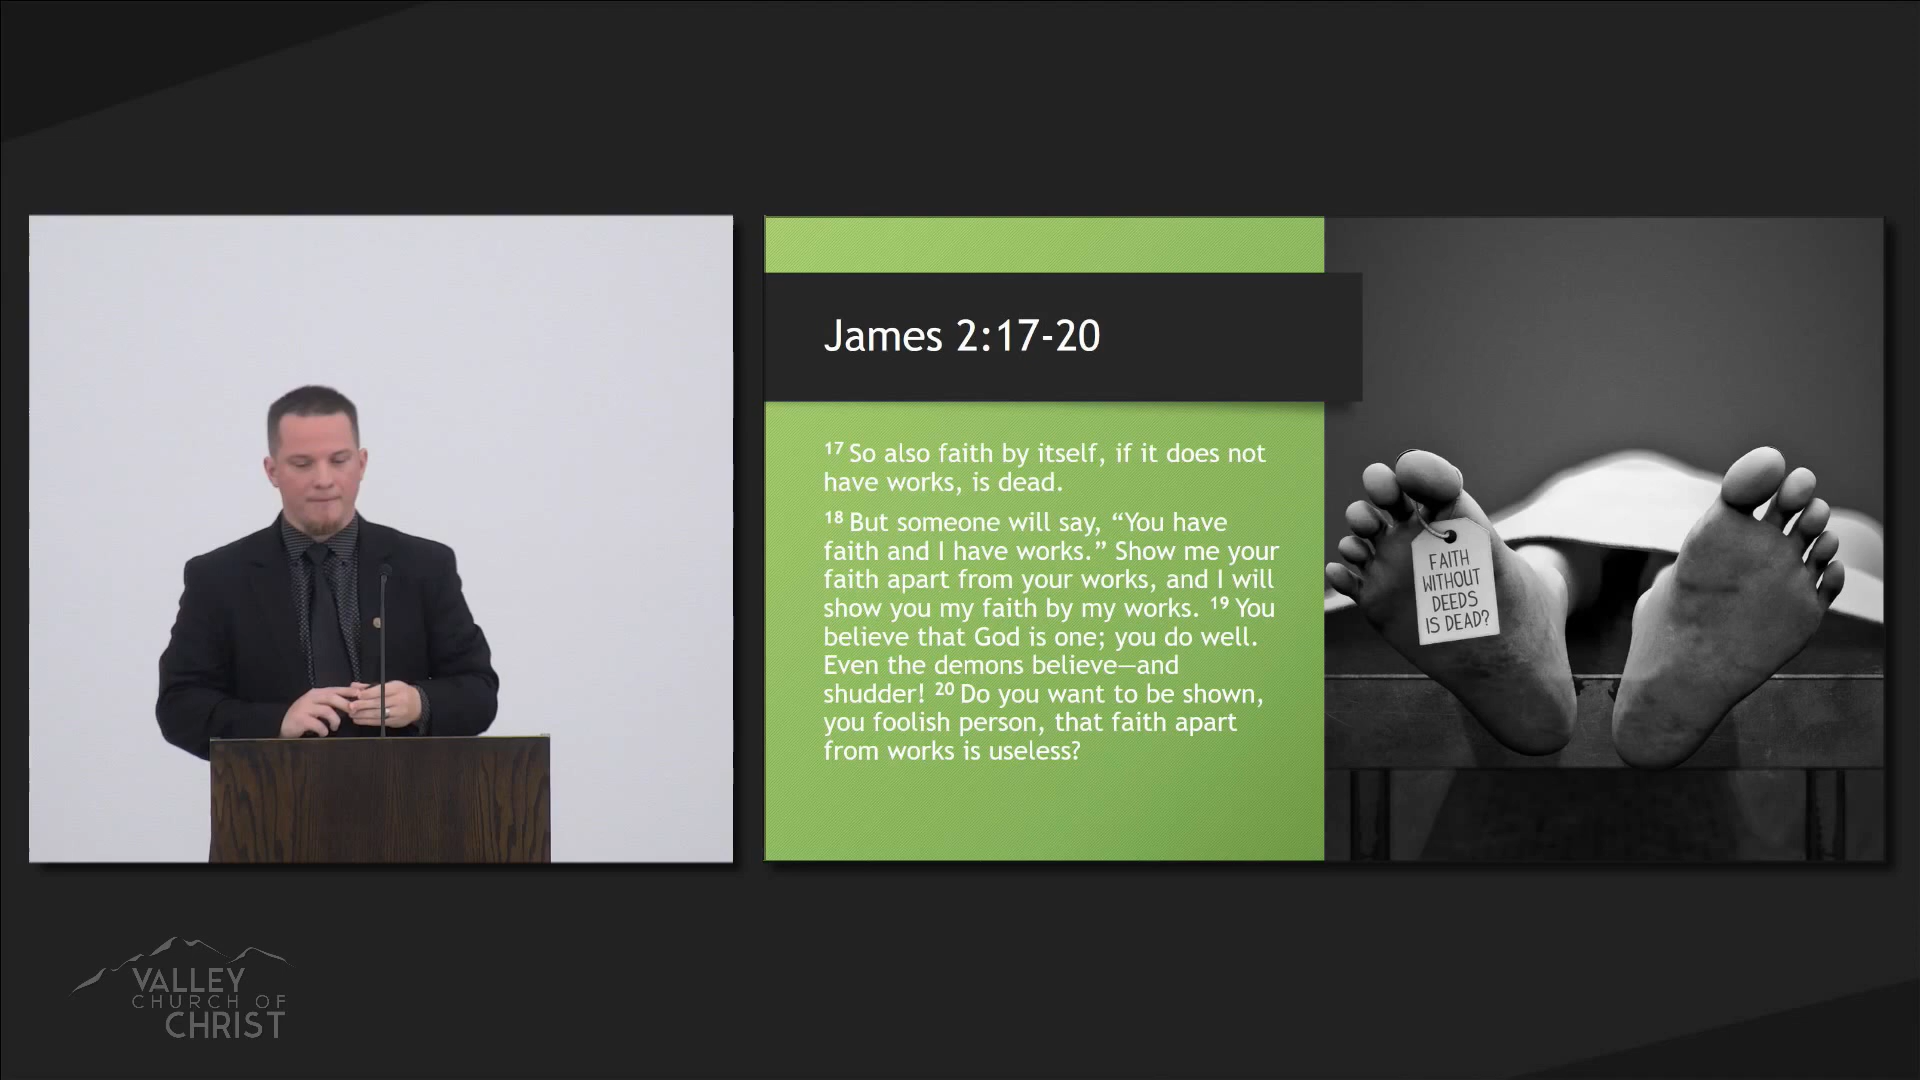 James 2:17-20
17 So also faith by itself, if it does not
have works, is dead.
18 But someone will say, “You have
faith and I have works.” Show me your
faith apart from your works, and I will
show you my faith by my works. 19 You
believe that God is one; you do well.
Even the demons believe—and
shudder! 20 Do you want to be shown,
you foolish person, that faith apart
from works is useless?
FAITH
WITHOUT
DEEDS
IS DEAD?
VALLEY
CHURCH OF
CHRIST